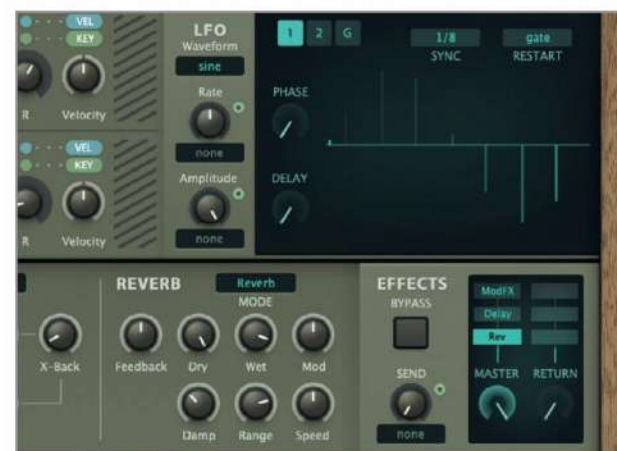 VEL
KEY
R
Velocity
VEL
KEY
R
Velocity
LFO
Waveform
sine
Rate
none
Amplitude
none
1 2 G
1/8
SYNC
gate
RESTART
PHASE
DELAY
X-Back
REVERB
Reverb
MODE
Feedback Dry Wet Mod
Damp Range Speed
EFFECTS
BYPASS
SEND
none
ModFX
Delay
Rev
MASTER RETURN